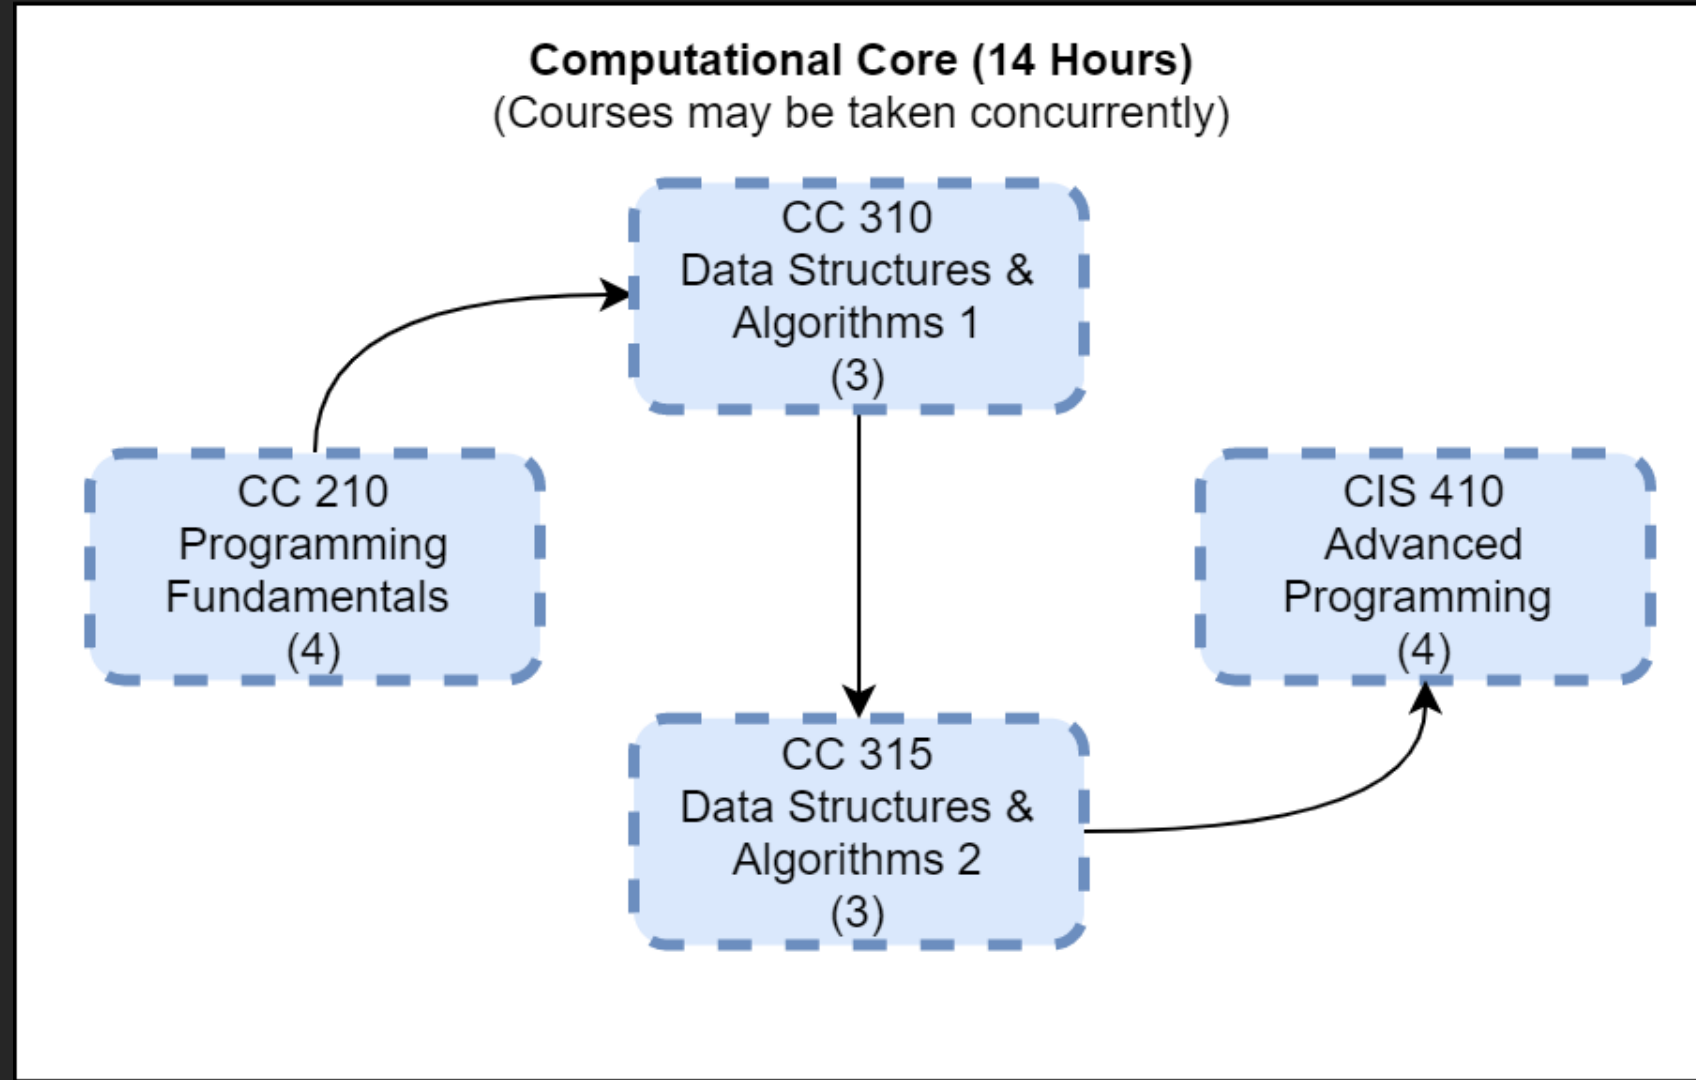 Computational Core (14 Hours)
(Courses may be taken concurrently)
CC 310
Data Structures &
Algorithms 1
(3)
CC 210
Programming
Fundamentals
(4)
CIS 410
Advanced
Programming
(4)
CC 315
Data Structures &
Algorithms 2
(3)